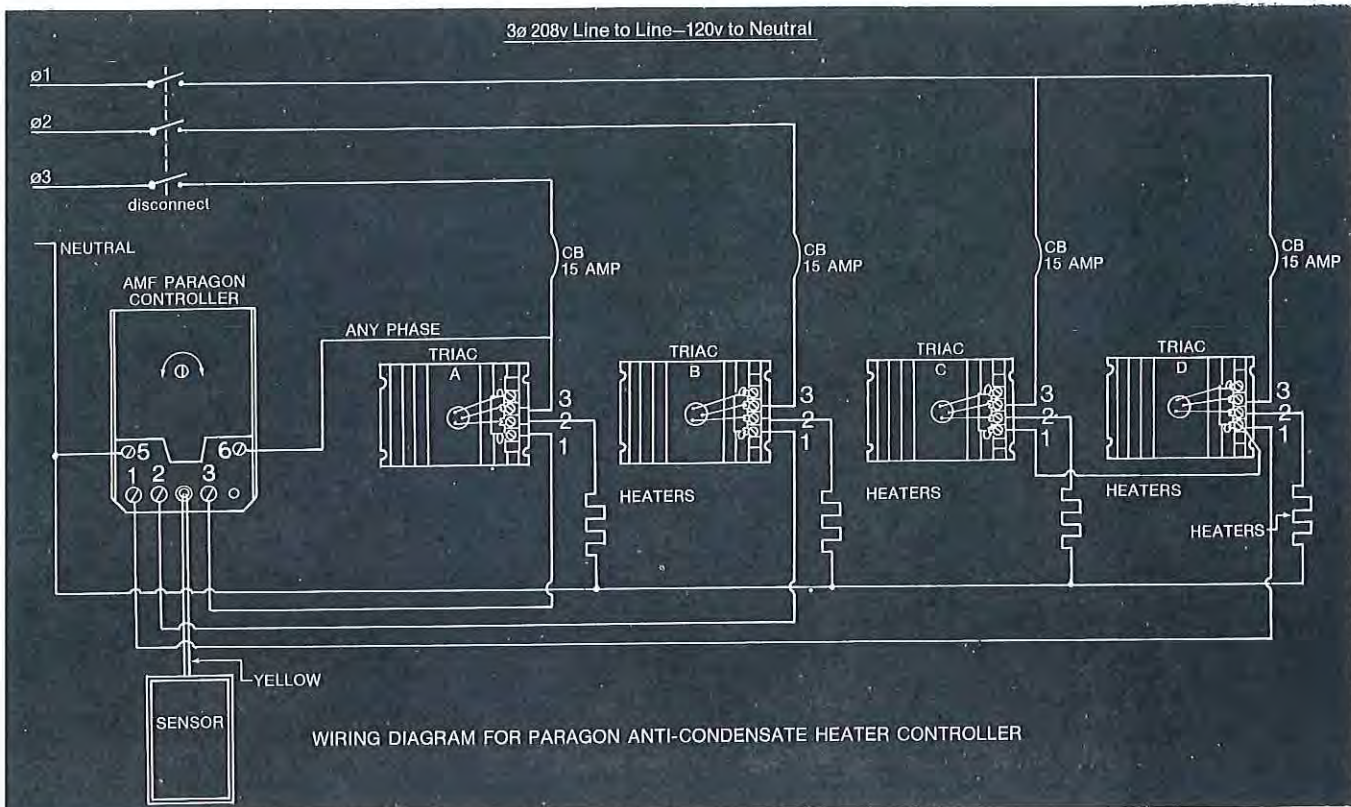 3ø 208v Line to Line—120v to Neutral
ø1
ø2
ø3
disconnect
NEUTRAL
CB
15 AMP
CB
15 AMP
CB
15 AMP
CB
15 AMP
AMF PARAGON
CONTROLLER
ANY PHASE
TRIAC
A
TRIAC
B
TRIAC
C
TRIAC
D
3
2
1
3
2
1
3
2
1
3
2
1
5
6
1
2
3
HEATERS
HEATERS
HEATERS
HEATERS
YELLOW
SENSOR
WIRING DIAGRAM FOR PARAGON ANTI-CONDENSATE HEATER CONTROLLER